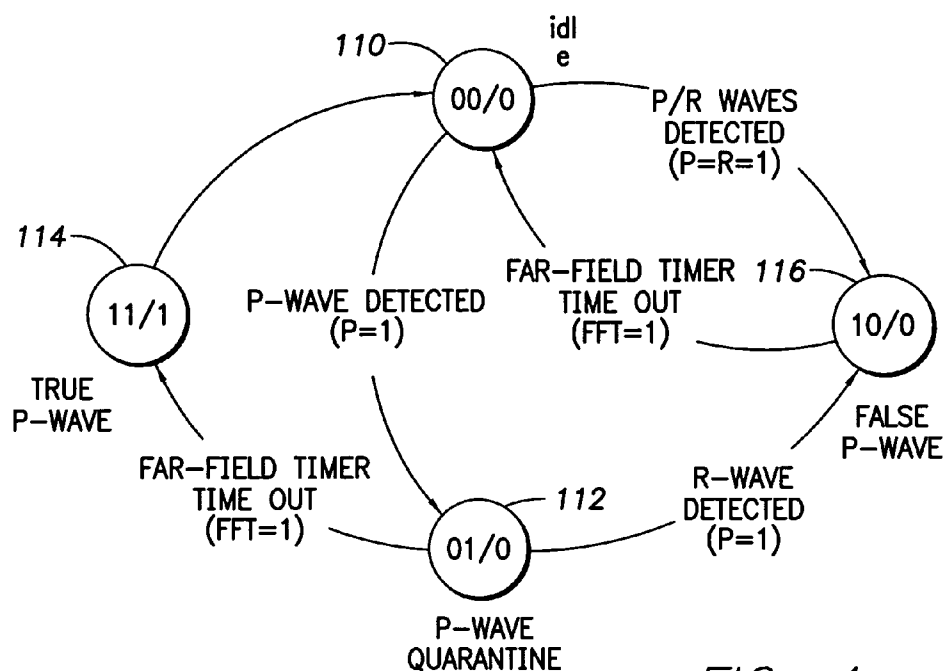 110
idl
e
00/0
P/R WAVES
DETECTED
(P=R=1)
114
FAR-FIELD TIMER
TIME OUT
(FFT=1)
116
P-WAVE DETECTED
(P=1)
11/1
10/0
TRUE
P-WAVE
FALSE
P-WAVE
FAR-FIELD TIMER
TIME OUT
(FFT=1)
112
R-WAVE
DETECTED
(P=1)
01/0
P-WAVE
QUARANTINE